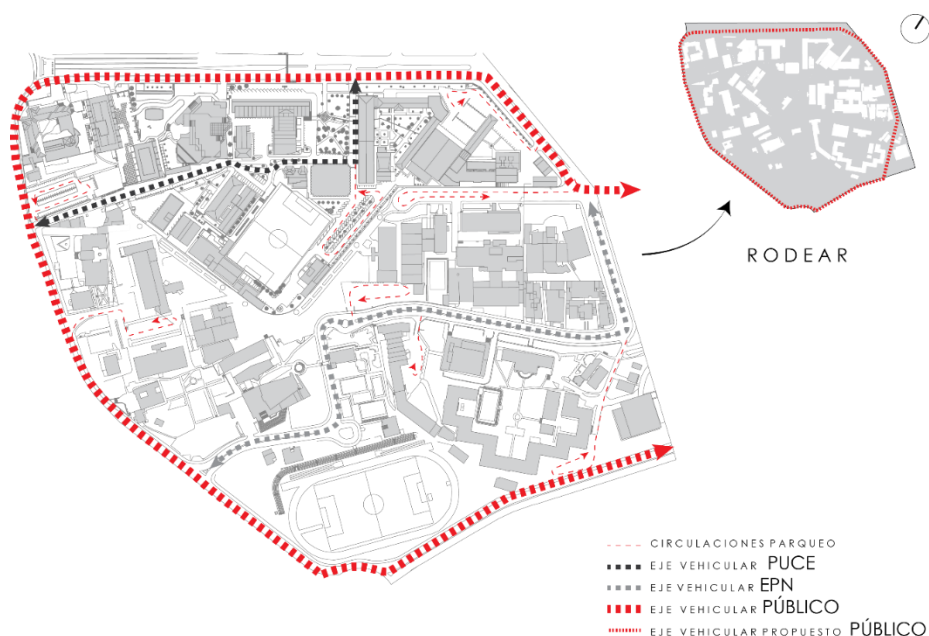 RODEAR
CIRCULACIONES PARQUEO
EJE VEHICULAR PUCE
EJE VEHICULAR EPN
EJE VEHICULAR PÚBLICO
EJE VEHICULAR PROPUESTO PÚBLICO